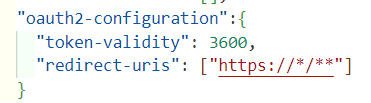 "oauth2-configuration":{
"token-validity": 3600,
"redirect-uris": ["https://*/**"]
}